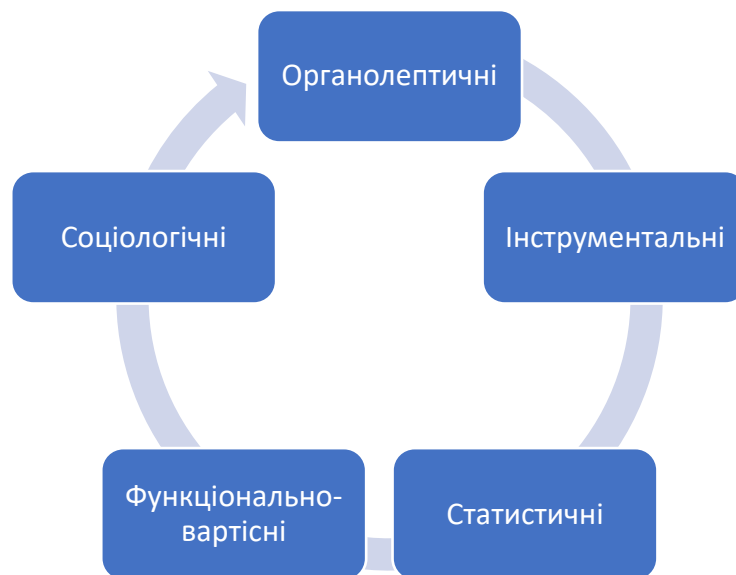 Органолептичні
Інструментальні
Статистичні
Функціонально-
вартісні
Соціологічні